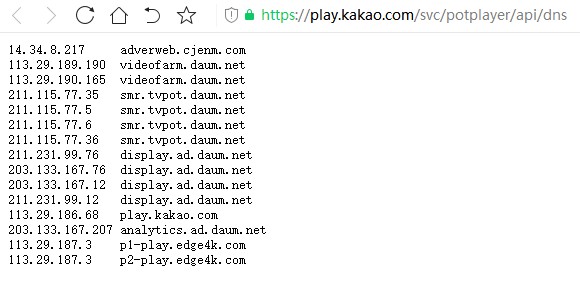 https://play.kakao.com/svc/potplayer/api/dns
14.34.8.217 adverweb.cjenm.com
113.29.189.190 videofarm.daum.net
113.29.190.165 videofarm.daum.net
211.115.77.35 smr.tvpot.daum.net
211.115.77.5 smr.tvpot.daum.net
211.115.77.6 smr.tvpot.daum.net
211.115.77.36 smr.tvpot.daum.net
211.231.99.76 display.ad.daum.net
203.133.167.76 display.ad.daum.net
203.133.167.12 display.ad.daum.net
211.231.99.12 display.ad.daum.net
113.29.186.68 play.kakao.com
203.133.167.207 analytics.ad.daum.net
113.29.187.3 p1-play.edge4k.com
113.29.187.3 p2-play.edge4k.com